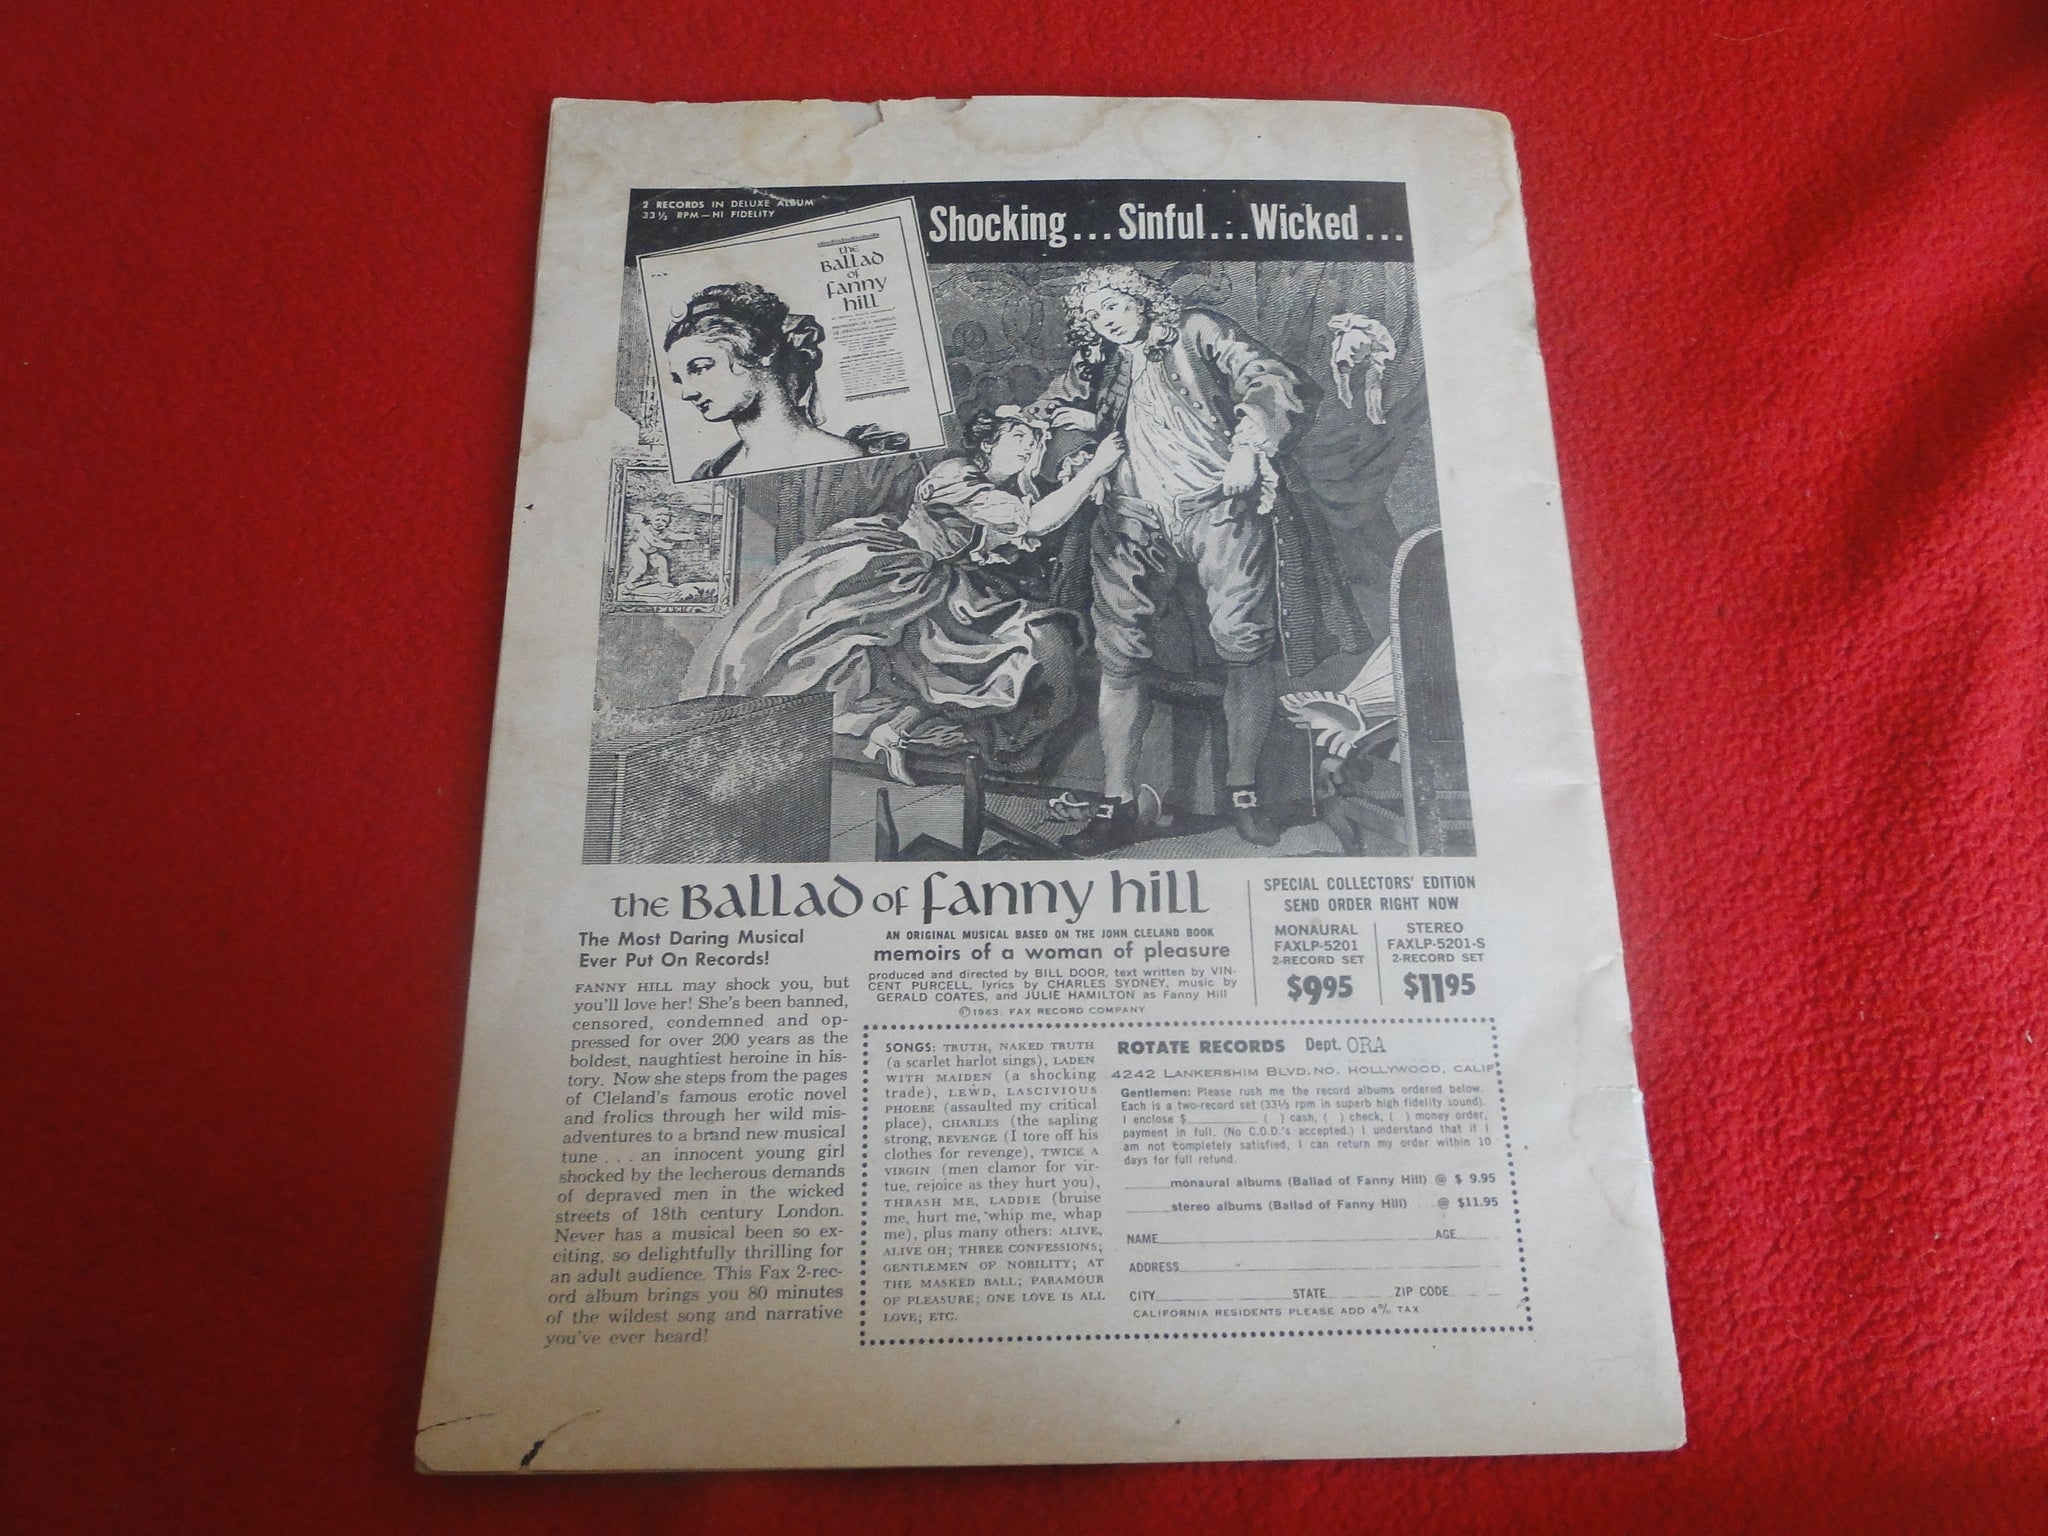 2 RECORDS IN DELUXE ALBUM
33⅓ RPM—HI FIDELITY
Shocking...Sinful...Wicked...
FAX
the
BALLAD
of
fanny
hill
the BALLAD of fanny hill
The Most Daring Musical
Ever Put On Records!
FANNY HILL may shock you, but
you'll love her! She's been banned,
censored, condemned and op-
pressed for over 200 years as the
boldest, naughtiest heroine in his-
tory. Now she steps from the pages
of Cleland's famous erotic novel
and frolics through her wild mis-
adventures to a brand new musical
tune . . . an innocent young girl
shocked by the lecherous demands
of depraved men in the wicked
streets of 18th century London.
Never has a musical been so ex-
citing, so delightfully thrilling for
an adult audience. This Fax 2-rec-
ord album brings you 80 minutes
of the wildest song and narrative
you've ever heard!
AN ORIGINAL MUSICAL BASED ON THE JOHN CLELAND BOOK
memoirs of a woman of pleasure
produced and directed by BILL DOOR, text written by VIN-
CENT PURCELL, lyrics by CHARLES SYDNEY, music by
GERALD COATES, and JULIE HAMILTON as Fanny Hill
©1963. FAX RECORD COMPANY
SPECIAL COLLECTORS' EDITION
SEND ORDER RIGHT NOW
MONAURAL
FAXLP-5201
2-RECORD SET
$995
STEREO
FAXLP-5201-S
2-RECORD SET
$1195
SONGS: TRUTH, NAKED TRUTH
(a scarlet harlot sings), LADEN
WITH MAIDEN (a shocking
trade), LEWD, LASCIVIOUS
PHOEBE (assaulted my critical
place), CHARLES (the sapling
strong, REVENGE (I tore off his
clothes for revenge), TWICE A
VIRGIN (men clamor for vir-
tue, rejoice as they hurt you),
THRASH ME, LADDIE (bruise
me, hurt me, whip me, whap
me), plus many others: ALIVE,
ALIVE OH; THREE CONFESSIONS;
GENTLEMEN OF NOBILITY; AT
THE MASKED BALL; PARAMOUR
OF PLEASURE; ONE LOVE IS ALL
LOVE; ETC.
ROTATE RECORDS Dept. ORA
4242 LANKERSHIM BLVD. NO. HOLLYWOOD, CALIF
Gentlemen: Please rush me the record albums ordered below.
Each is a two-record set (33⅓ rpm in superb high fidelity sound).
I enclose $________ ( ) cash, ( ) check, ( ) money order,
payment in full. (No C.O.D.'s accepted.) I understand that if I
am not completely satisfied, I can return my order within 10
days for full refund.
______monaural albums (Ballad of Fanny Hill) @ $ 9.95
______stereo albums (Ballad of Fanny Hill) @ $11.95
NAME AGE
ADDRESS
CITY STATE ZIP CODE
CALIFORNIA RESIDENTS PLEASE ADD 4% TAX